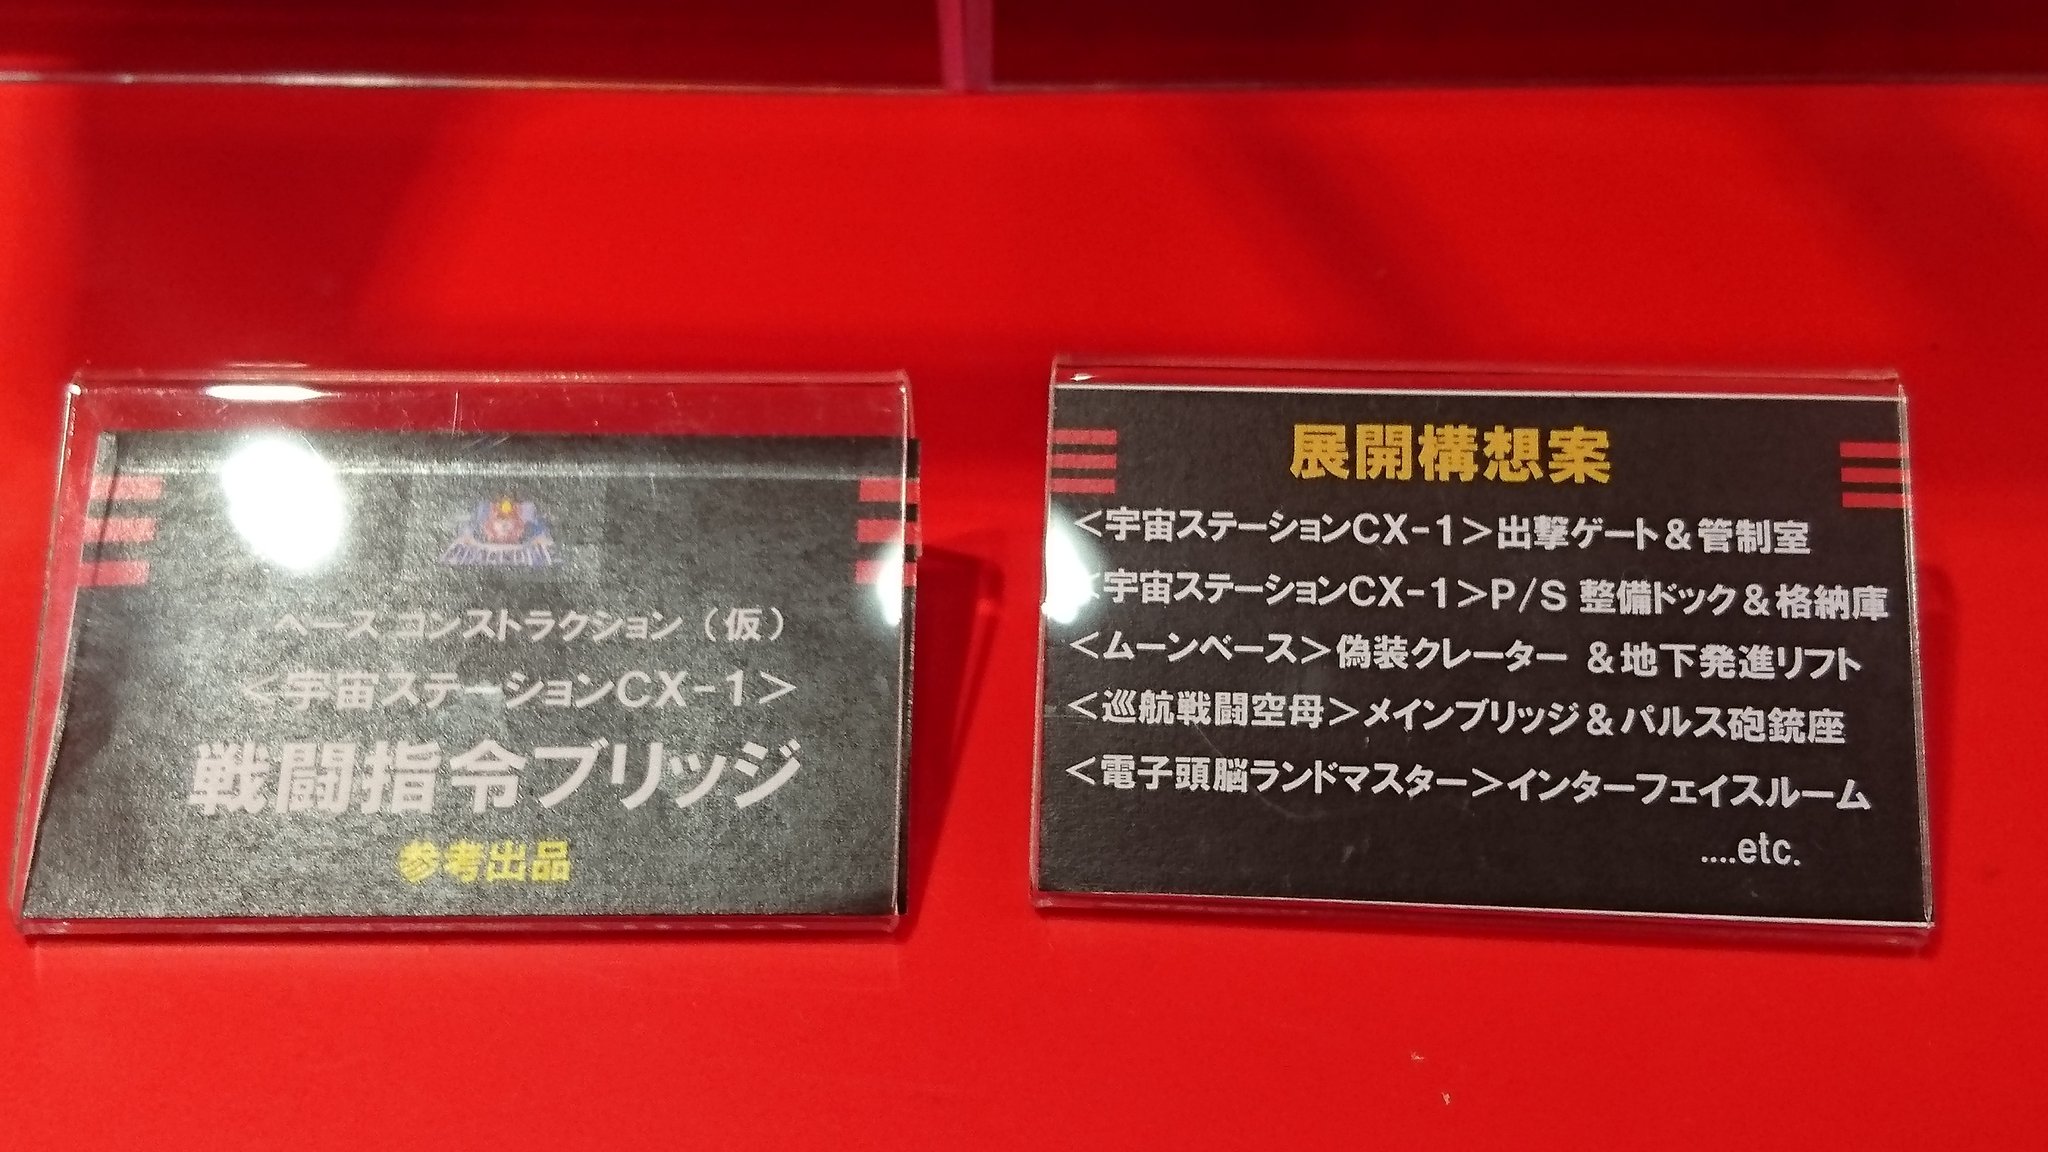 ベース コンストラクション（仮）
＜宇宙ステーションCX-1＞
戦闘指令ブリッジ
参考出品
展開構想案
＜宇宙ステーションCX-1＞出撃ゲート＆管制室
＜宇宙ステーションCX-1＞P/S 整備ドック＆格納庫
＜ムーンベース＞偽装クレーター ＆地下発進リフト
＜巡航戦闘空母＞メインブリッジ＆パルス砲銃座
＜電子頭脳ランドマスター＞インターフェイスルーム
....etc.